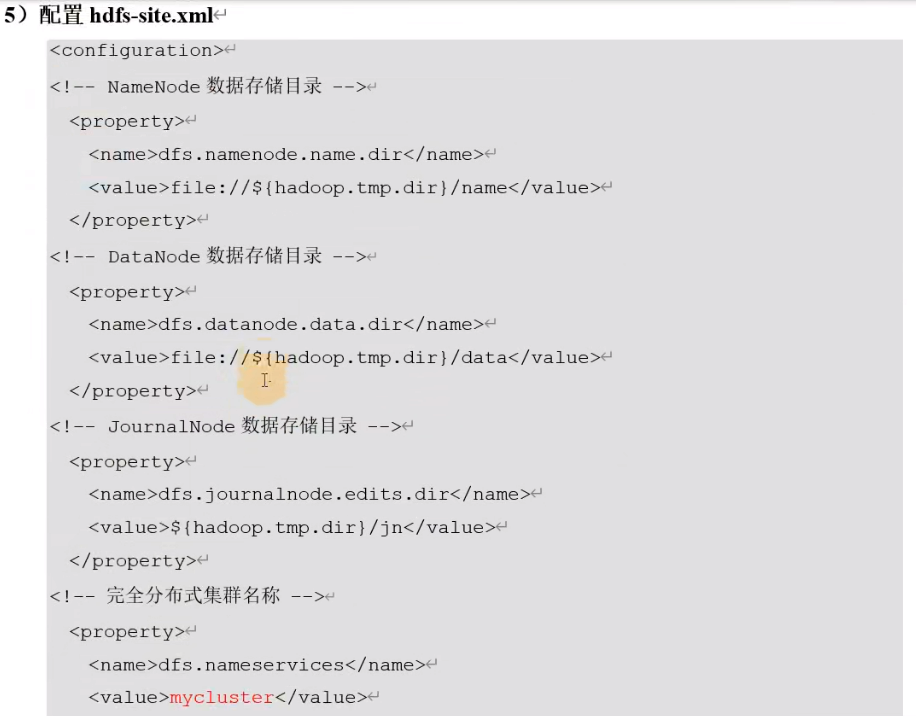 5）配置 hdfs-site.xml↵
<configuration>↵
<!-- NameNode 数据存储目录 -->↵
<property>↵
<name>dfs.namenode.name.dir</name>↵
<value>file://${hadoop.tmp.dir}/name</value>↵
</property>↵
<!-- DataNode 数据存储目录 -->↵
<property>↵
<name>dfs.datanode.data.dir</name>↵
<value>file://${hadoop.tmp.dir}/data</value>↵
</property>↵
<!-- JournalNode 数据存储目录 -->↵
<property>↵
<name>dfs.journalnode.edits.dir</name>↵
<value>${hadoop.tmp.dir}/jn</value>↵
</property>↵
<!-- 完全分布式集群名称 -->↵
<property>↵
<name>dfs.nameservices</name>↵
<value>mycluster</value>↵